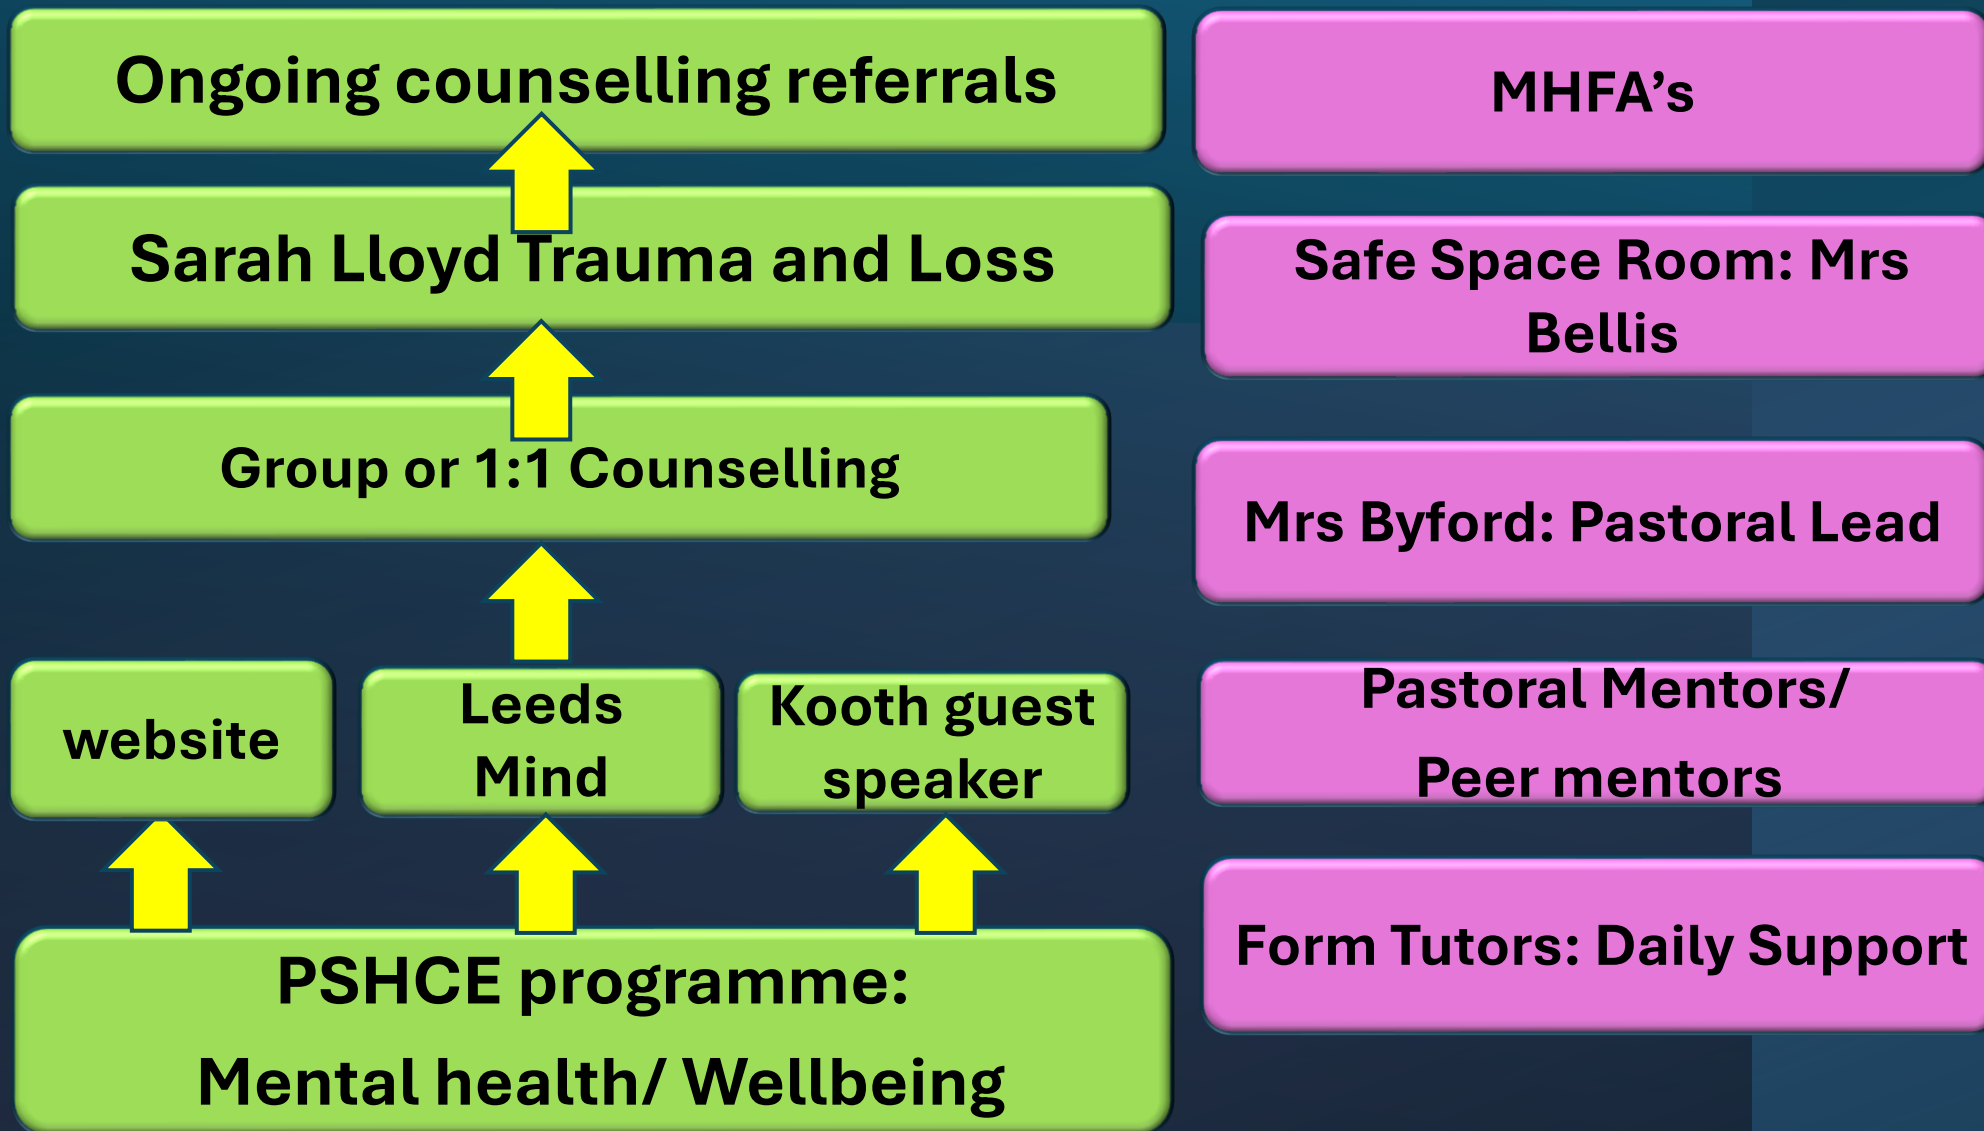 Ongoing counselling referrals
Sarah Lloyd Trauma and Loss
Group or 1:1 Counselling
website
Leeds
Mind
Kooth guest
speaker
PSHCE programme:
Mental health/ Wellbeing
MHFA’s
Safe Space Room: Mrs
Bellis
Mrs Byford: Pastoral Lead
Pastoral Mentors/
Peer mentors
Form Tutors: Daily Support